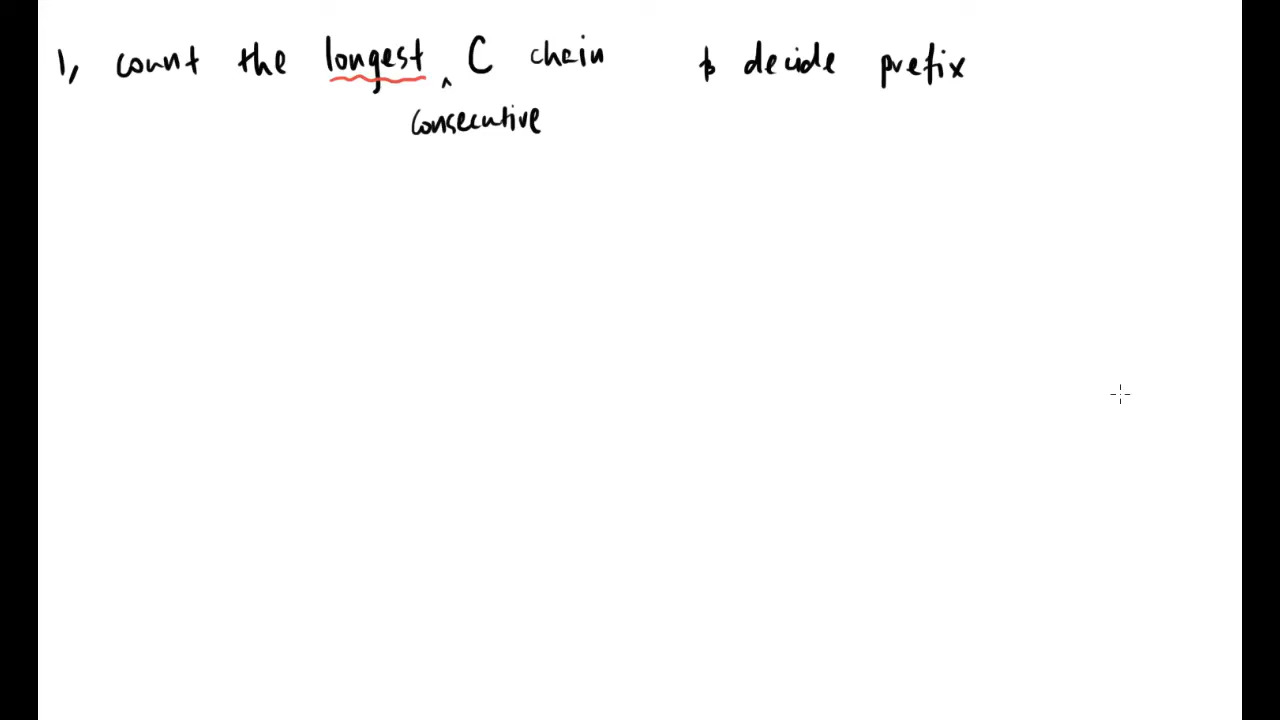 1, count the longest ^ C chain & decide prefix
consecutive